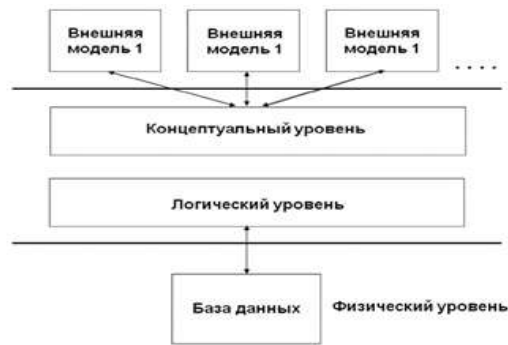 Внешняя
модель 1
Внешняя
модель 1
Внешняя
модель 1
. . . .
Концептуальный уровень
Логический уровень
База данных
Физический уровень